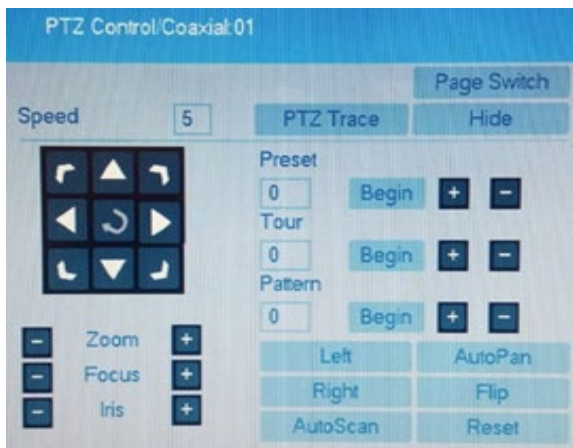 PTZ Control/Coaxial:01
Page Switch
Speed 5 PTZ Trace Hide
Preset
0 Begin + -
Tour
0 Begin + -
Pattern
0 Begin + -
- Zoom +
- Focus +
- Iris +
Left AutoPan
Right Flip
AutoScan Reset